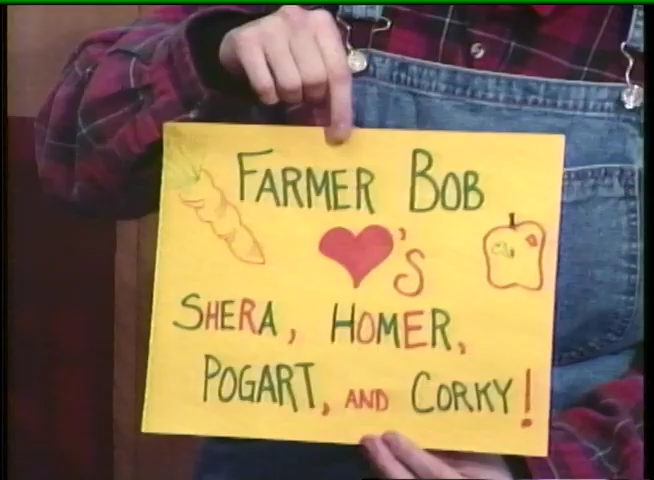 FARMER BOB
♥'S
SHERA, HOMER,
POGART, AND CORKY!